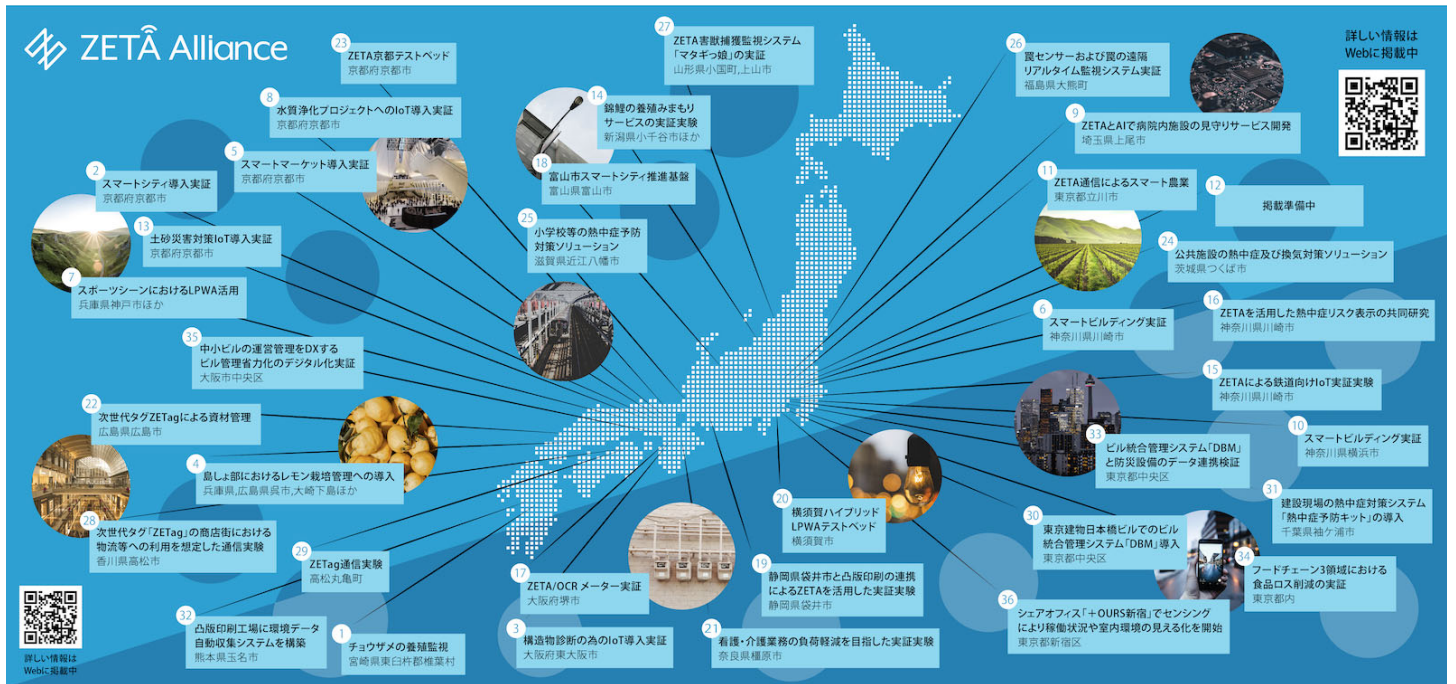 ZETA Alliance
23
ZETA京都テストベッド
京都府京都市
8
水質浄化プロジェクトへのIoT導入実証
京都府京都市
5
スマートマーケット導入実証
京都府京都市
2
スマートシティ導入実証
京都府京都市
13
土砂災害対策IoT導入実証
京都府京都市
7
スポーツシーンにおけるLPWA活用
兵庫県神戸市ほか
35
中小ビルの運営管理をDXする
ビル管理省力化のデジタル化実証
大阪市中央区
22
次世代タグZETagによる資材管理
広島県広島市
4
島しょ部におけるレモン栽培管理への導入
兵庫県,広島県呉市,大崎下島ほか
28
次世代タグ「ZETag」の商店街における
物流等への利用を想定した通信実験
香川県高松市
29
ZETag通信実験
高松丸亀町
32
凸版印刷工場に環境データ
自動収集システムを構築
熊本県玉名市
1
チョウザメの養殖監視
宮崎県東臼杵郡椎葉村
詳しい情報は
Webに掲載中
27
ZETA害獣捕獲監視システム
「マタギっ娘」の実証
山形県小国町,上山市
14
錦鯉の養殖みまもり
サービスの実証実験
新潟県小千谷市ほか
18
富山市スマートシティ推進基盤
富山県富山市
25
小学校等の熱中症予防
対策ソリューション
滋賀県近江八幡市
17
ZETA/OCR メーター実証
大阪府堺市
3
構造物診断の為のIoT導入実証
大阪府東大阪市
20
横須賀ハイブリッド
LPWAテストベッド
横須賀市
19
静岡県袋井市と凸版印刷の連携
によるZETAを活用した実証実験
静岡県袋井市
21
看護・介護業務の負荷軽減を目指した実証実験
奈良県橿原市
26
罠センサーおよび罠の遠隔
リアルタイム監視システム実証
福島県大熊町
詳しい情報は
Webに掲載中
9
ZETAとAIで病院内施設の見守りサービス開発
埼玉県上尾市
11
ZETA通信によるスマート農業
東京都立川市
12
掲載準備中
24
公共施設の熱中症及び換気対策ソリューション
茨城県つくば市
6
スマートビルディング実証
神奈川県川崎市
16
ZETAを活用した熱中症リスク表示の共同研究
神奈川県川崎市
15
ZETAによる鉄道向けIoT実証実験
神奈川県川崎市
10
スマートビルディング実証
神奈川県横浜市
33
ビル統合管理システム「DBM」
と防災設備のデータ連携検証
東京都中央区
31
建設現場の熱中症対策システム
「熱中症予防キット」の導入
千葉県袖ケ浦市
30
東京建物日本橋ビルでのビル
統合管理システム「DBM」導入
東京都中央区
34
フードチェーン3領域における
食品ロス削減の実証
東京都内
36
シェアオフィス「+OURS新宿」でセンシング
により稼働状況や室内環境の見える化を開始
東京都新宿区